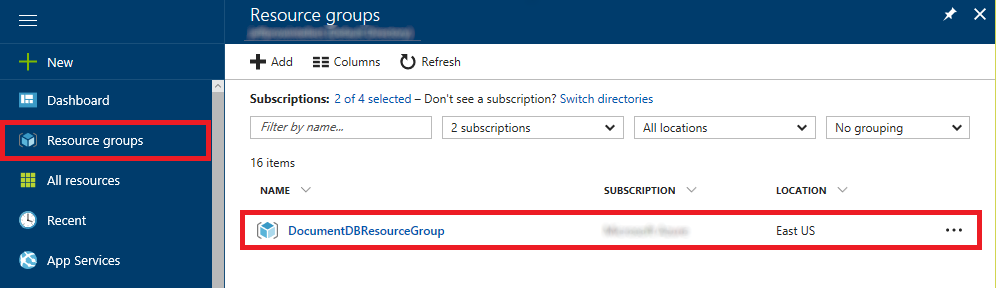 Resource groups
New
Dashboard
Resource groups
All resources
Recent
App Services
Add Columns Refresh
Subscriptions: 2 of 4 selected – Don't see a subscription? Switch directories
Filter by name... 2 subscriptions All locations No grouping
16 items
NAME SUBSCRIPTION LOCATION
DocumentDBResourceGroup East US